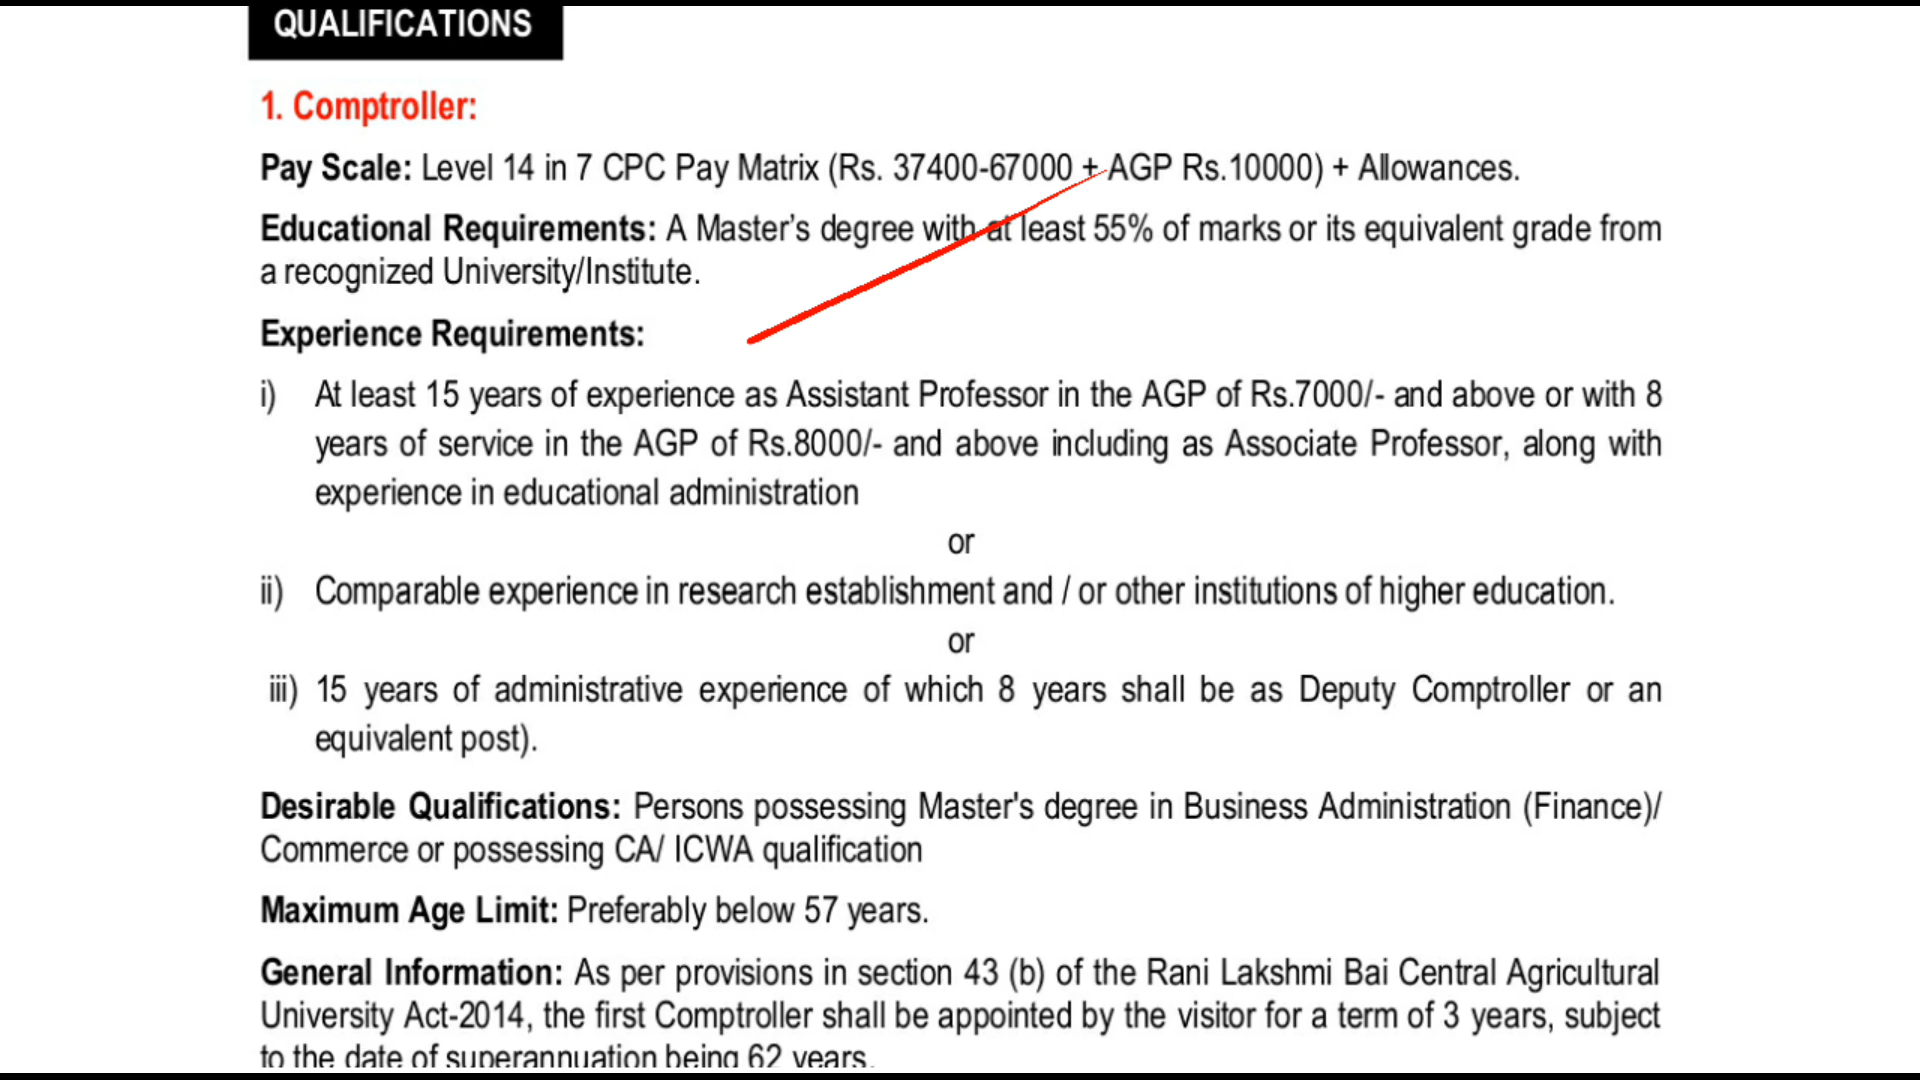 QUALIFICATIONS
1. Comptroller:
Pay Scale: Level 14 in 7 CPC Pay Matrix (Rs. 37400-67000 + AGP Rs.10000) + Allowances.
Educational Requirements: A Master’s degree with at least 55% of marks or its equivalent grade from
a recognized University/Institute.
Experience Requirements:
i) At least 15 years of experience as Assistant Professor in the AGP of Rs.7000/- and above or with 8
years of service in the AGP of Rs.8000/- and above including as Associate Professor, along with
experience in educational administration
or
ii) Comparable experience in research establishment and / or other institutions of higher education.
or
iii) 15 years of administrative experience of which 8 years shall be as Deputy Comptroller or an
equivalent post).
Desirable Qualifications: Persons possessing Master's degree in Business Administration (Finance)/
Commerce or possessing CA/ ICWA qualification
Maximum Age Limit: Preferably below 57 years.
General Information: As per provisions in section 43 (b) of the Rani Lakshmi Bai Central Agricultural
University Act-2014, the first Comptroller shall be appointed by the visitor for a term of 3 years, subject
to the date of superannuation being 62 years.